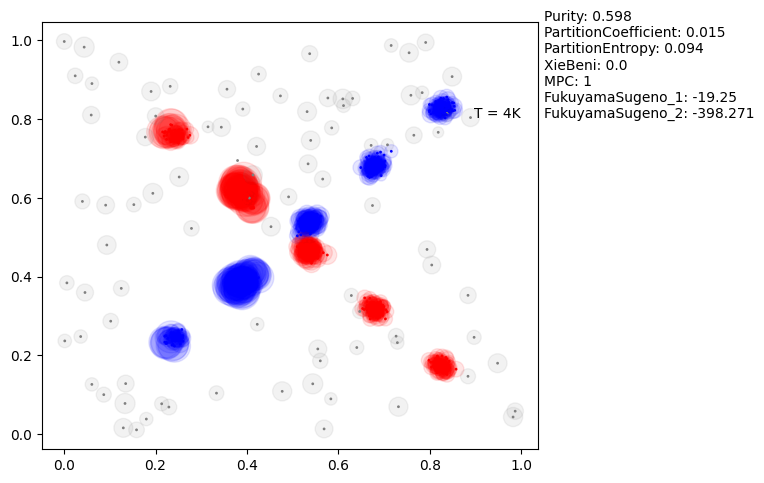 Purity: 0.598
PartitionCoefficient: 0.015
PartitionEntropy: 0.094
XieBeni: 0.0
MPC: 1
FukuyamaSugeno_1: -19.25
FukuyamaSugeno_2: -398.271
T = 4K
1.0
0.8
0.6
0.4
0.2
0.0
0.0 0.2 0.4 0.6 0.8 1.0